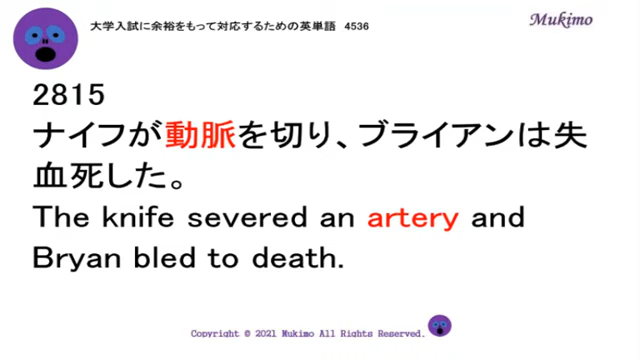 大学入試に余裕をもって対応するための英単語 4536
Mukimo
2815
ナイフが動脈を切り、ブライアンは失
血死した。
The knife severed an artery and
Bryan bled to death.
Copyright © 2021 Mukimo All Rights Reserved.